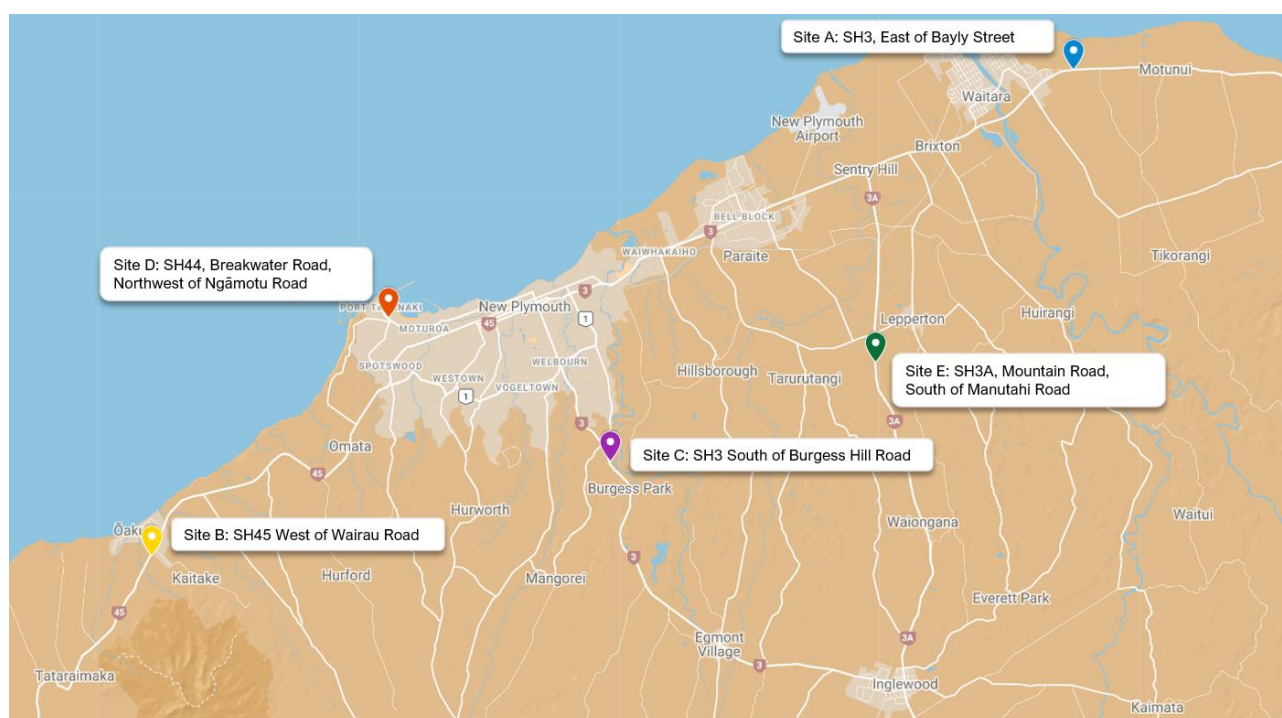 Site A: SH3, East of Bayly Street
Motunui
Waitara
New Plymouth
Airport
Brixton
Sentry Hill
3A
BELL BLOCK
3
Paraite
WAIWHAKAIHO
Tikorangi
Site D: SH44, Breakwater Road,
Northwest of Ngāmotu Road
3
PORT TA
NAKI
New Plymouth
MOTUROA
45
1
Lepperton
Huirangi
SPOTSWOOD
WELBOURN
WESTOWN
VOGELTOWN
1
Hillsborough
Tarurutangi
Site E: SH3A, Mountain Road,
South of Manutahi Road
3
3A
Omata
Site C: SH3 South of Burgess Hill Road
45
Burgess Park
Hurworth
Waiongana
Waitui
Ōaku
Site B: SH45 West of Wairau Road
3
Kaitake
Hurford
Mangorei
Everett Park
45
Egmont
Village
3A
3
Tataraimaka
Inglewood
Kaimata